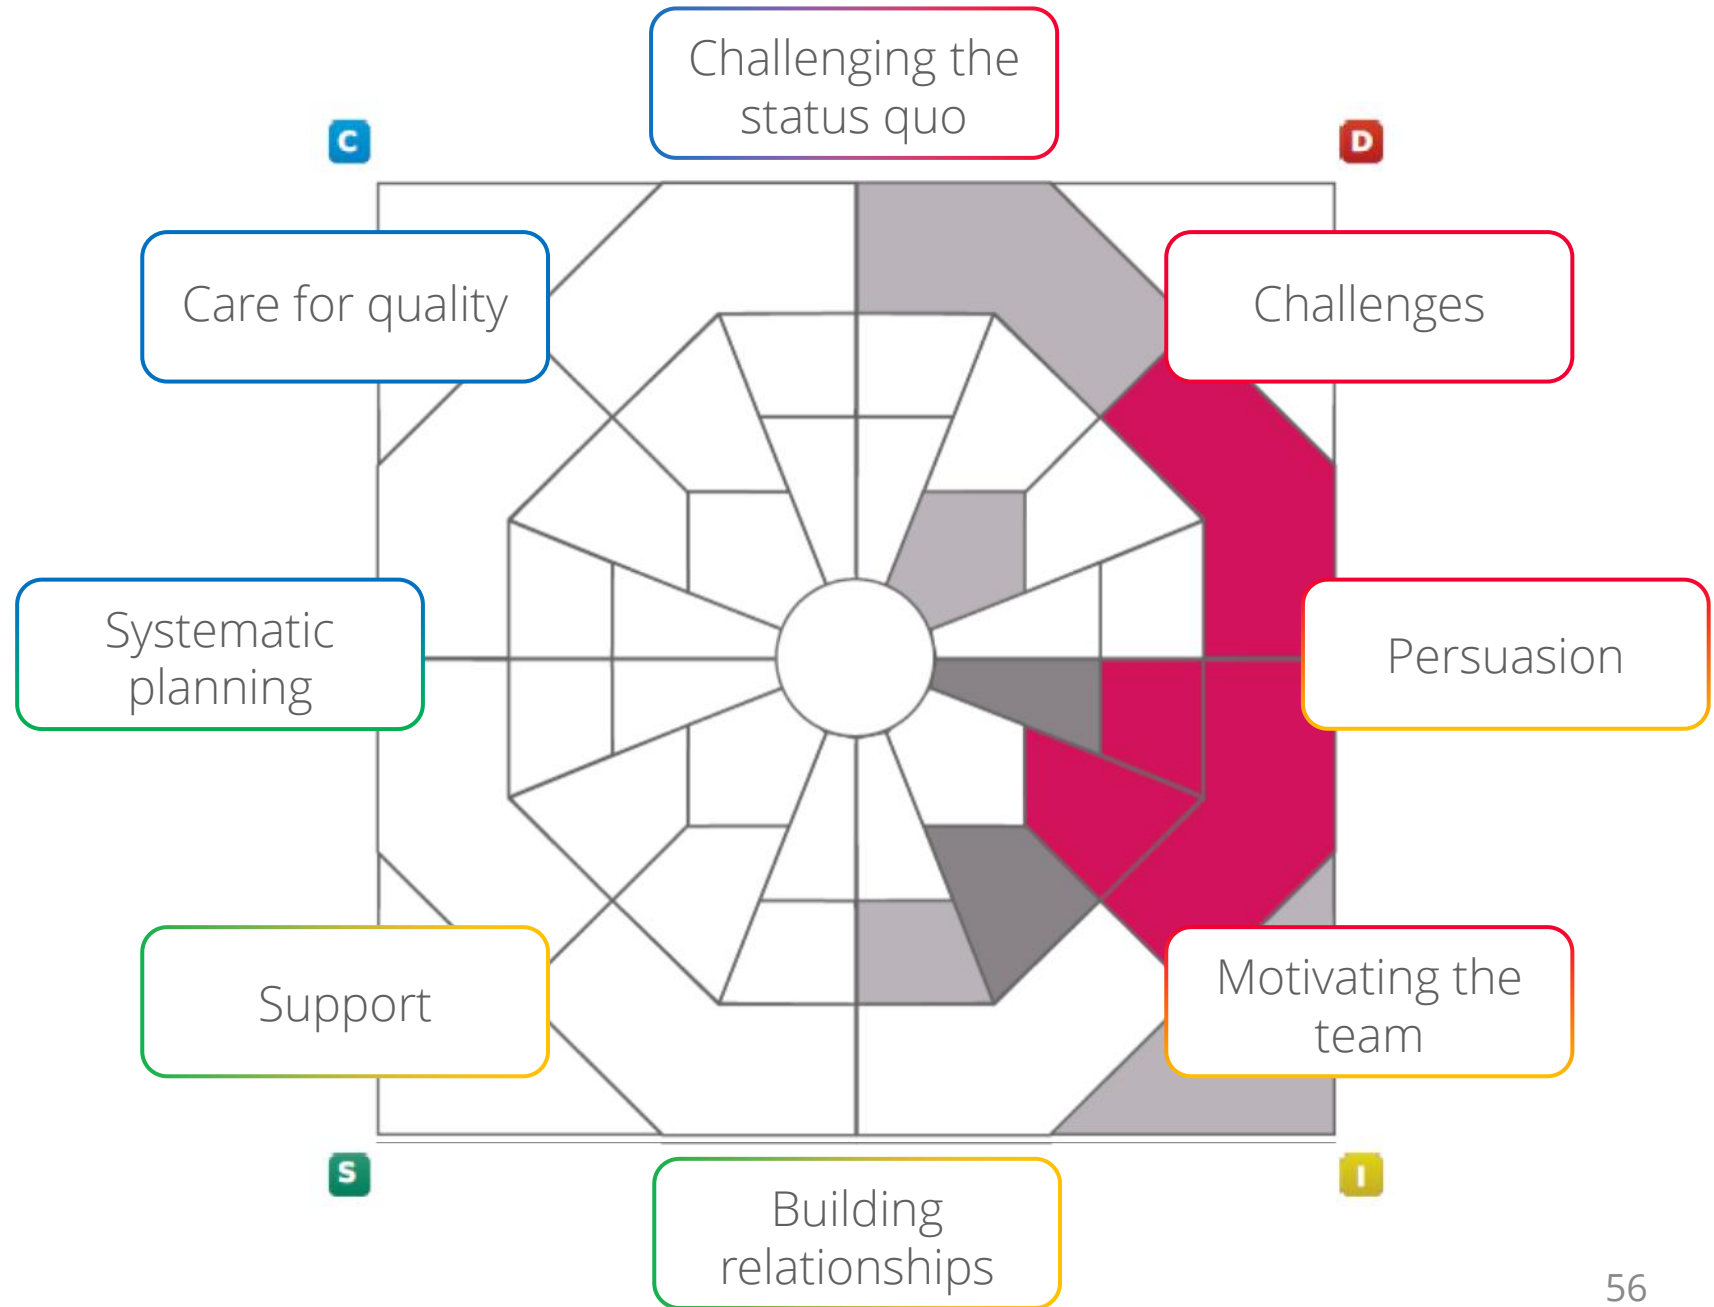 Challenging the
status quo
C
D
Care for quality
Challenges
Systematic
planning
Persuasion
Support
Motivating the
team
S
I
Building
relationships
56